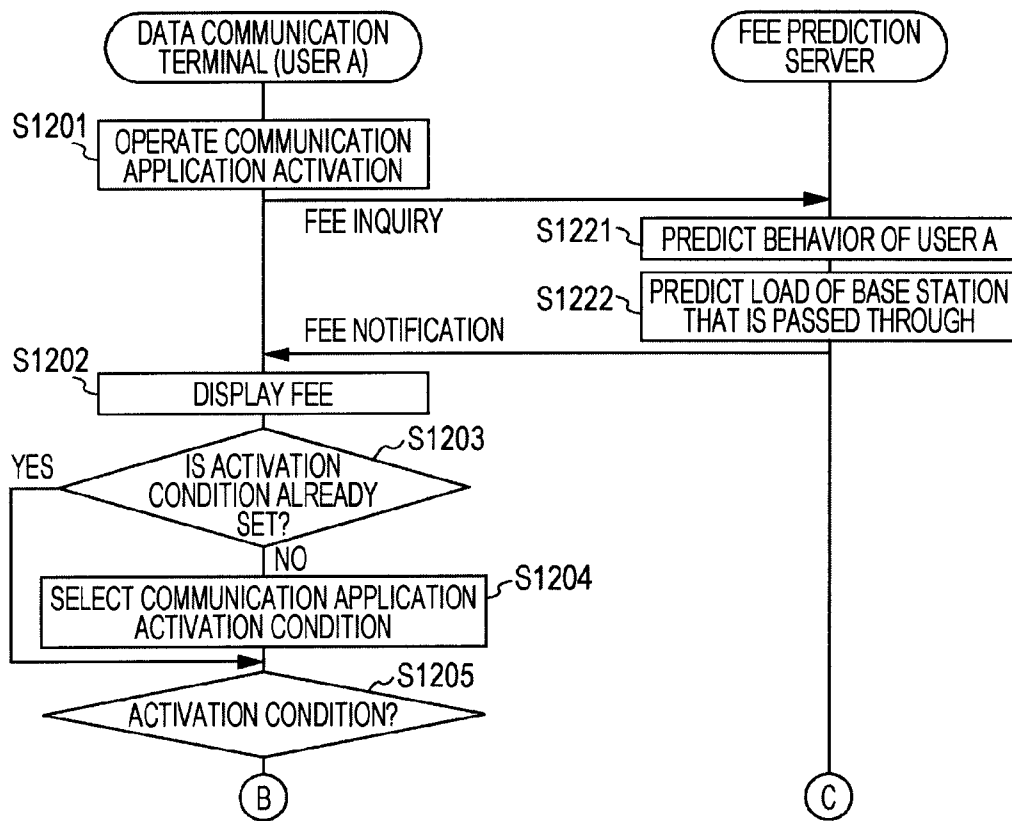 DATA COMMUNICATION
TERMINAL (USER A)
FEE PREDICTION
SERVER
S1201
OPERATE COMMUNICATION
APPLICATION ACTIVATION
FEE INQUIRY
S1221
PREDICT BEHAVIOR OF USER A
S1222
PREDICT LOAD OF BASE STATION
THAT IS PASSED THROUGH
FEE NOTIFICATION
S1202
DISPLAY FEE
S1203
YES
IS ACTIVATION
CONDITION ALREADY
SET?
NO
S1204
SELECT COMMUNICATION APPLICATION
ACTIVATION CONDITION
S1205
ACTIVATION CONDITION?
B
C